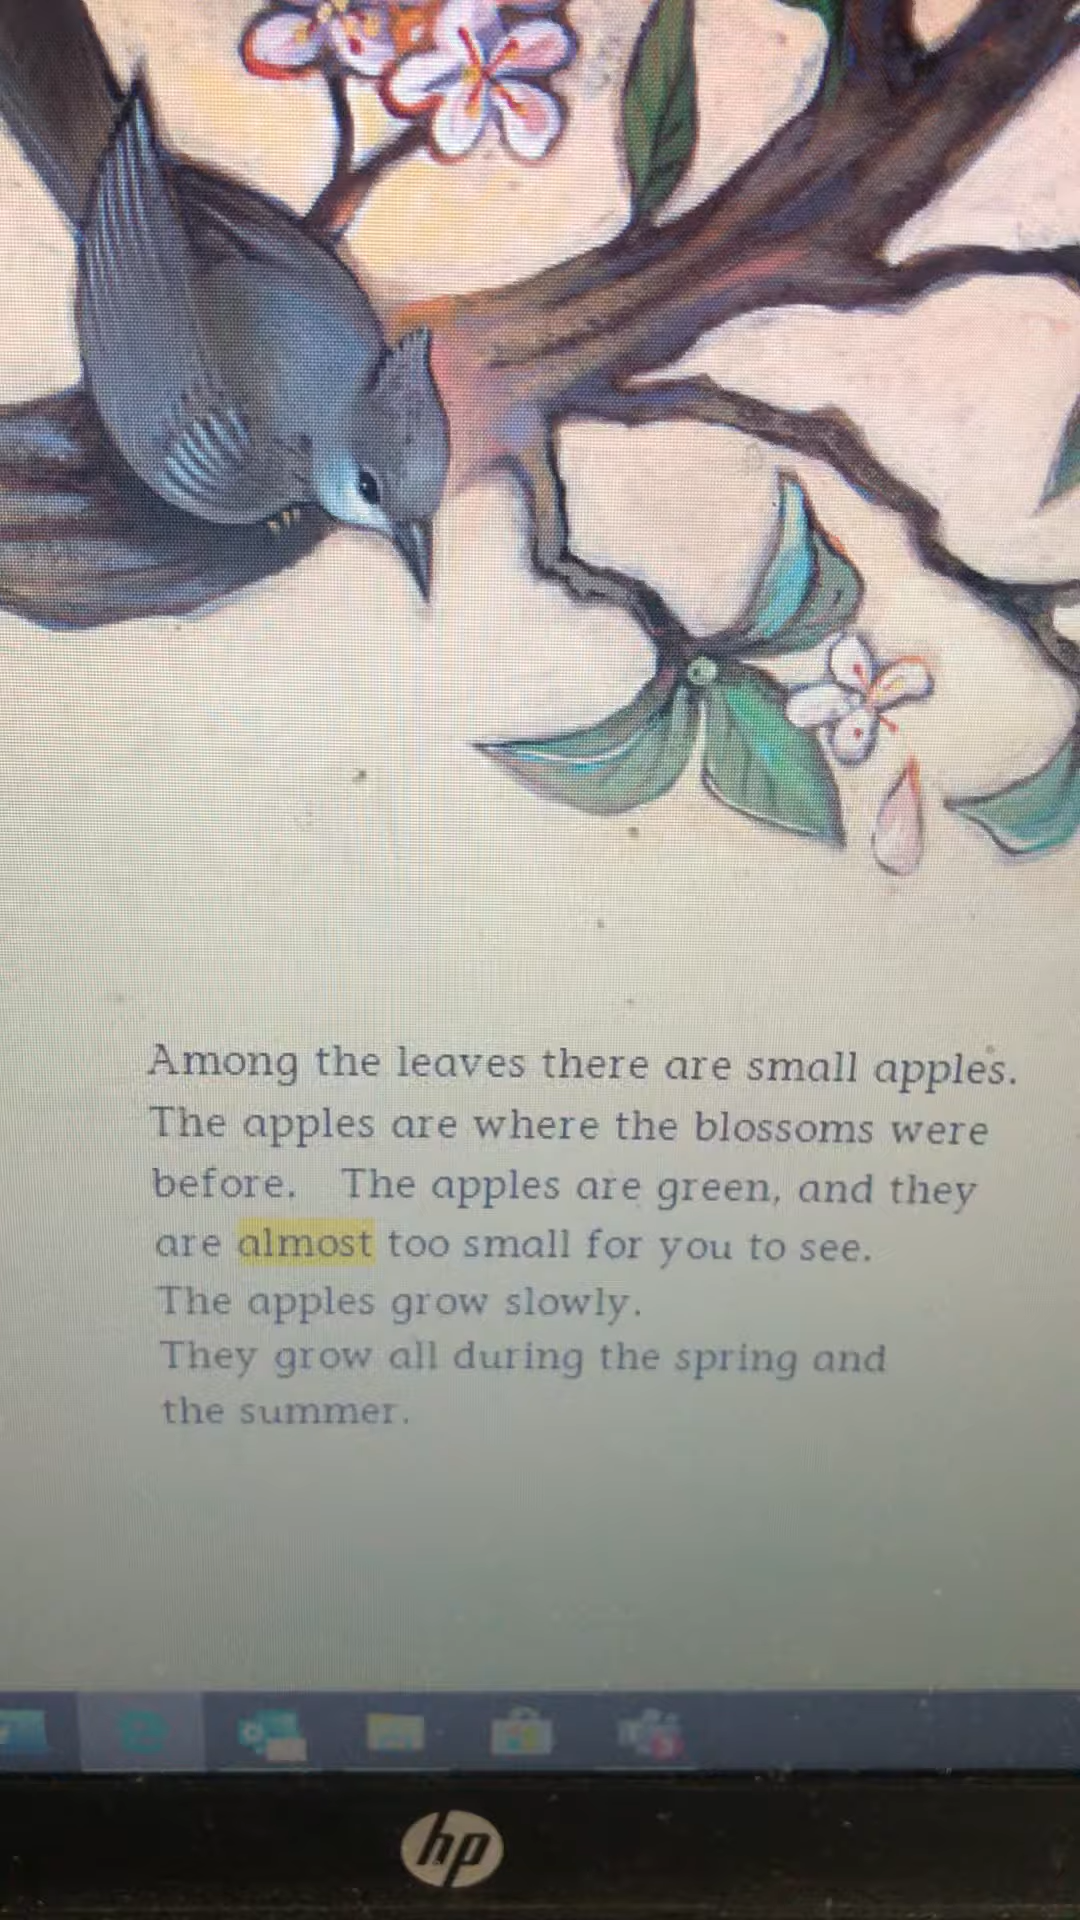 Among the leaves there are small apples.
The apples are where the blossoms were
before. The apples are green, and they
are almost too small for you to see.
The apples grow slowly.
They grow all during the spring and
the summer.
hp